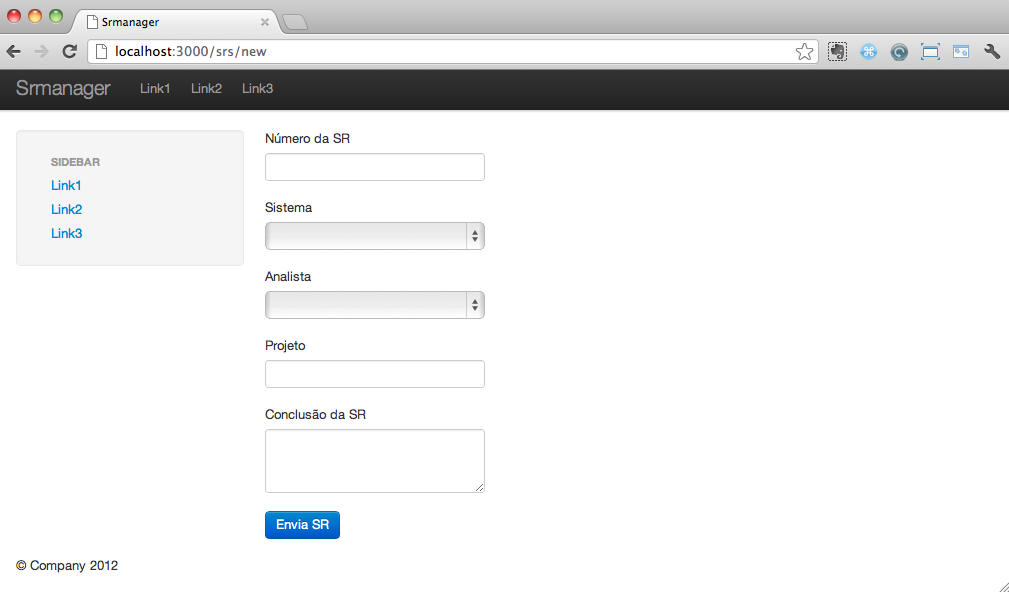 Srmanager
localhost:3000/srs/new
Srmanager Link1 Link2 Link3
SIDEBAR
Link1
Link2
Link3
Número da SR
Sistema
Analista
Projeto
Conclusão da SR
Envia SR
© Company 2012